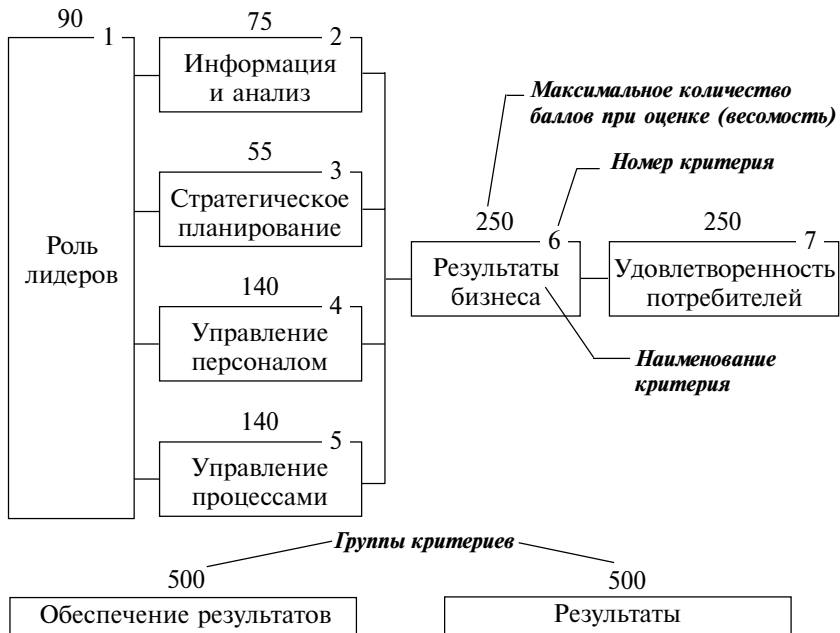 90
1
Роль
лидеров
75
2
Информация
и анализ
55
3
Стратегическое
планирование
140
4
Управление
персоналом
140
5
Управление
процессами
Максимальное количество
баллов при оценке (весомость)
Номер критерия
250
6
Результаты
бизнеса
250
7
Удовлетворенность
потребителей
Наименование
критерия
Группы критериев
500
Обеспечение результатов
500
Результаты